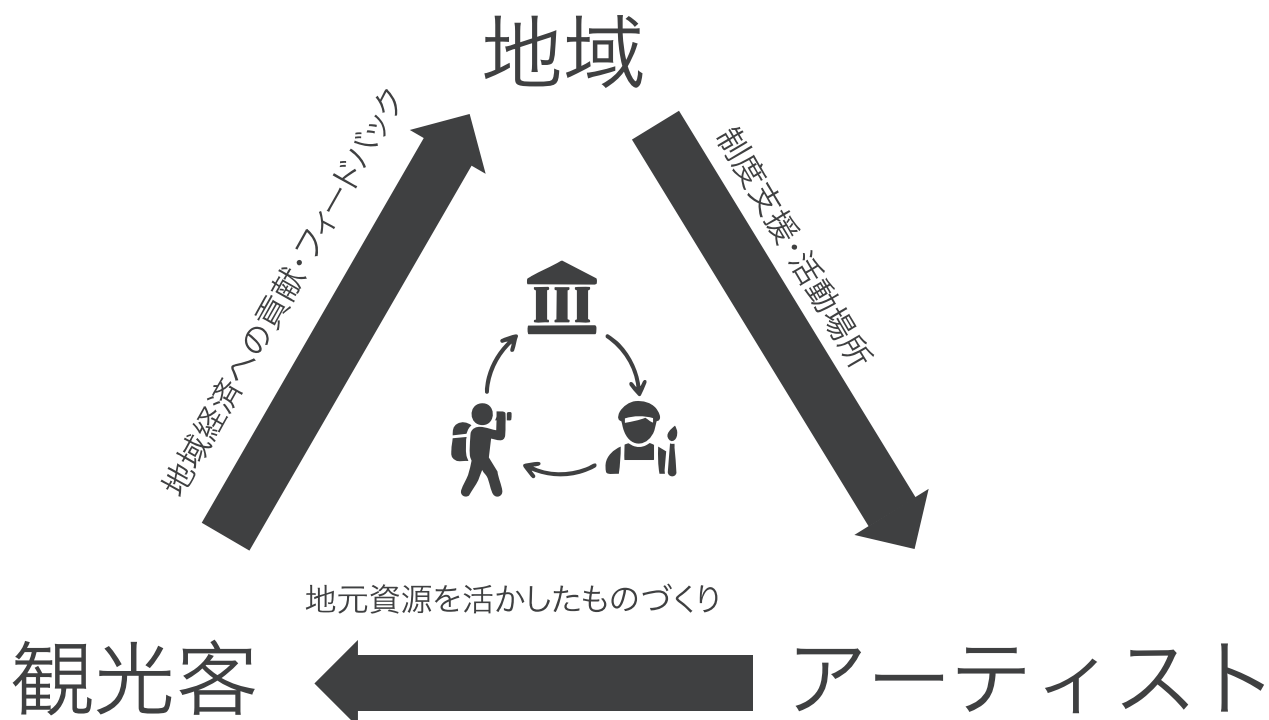 地域
地域経済への貢献・フィードバック
制度支援・活動場所
地元資源を活かしたものづくり
観光客
アーティスト